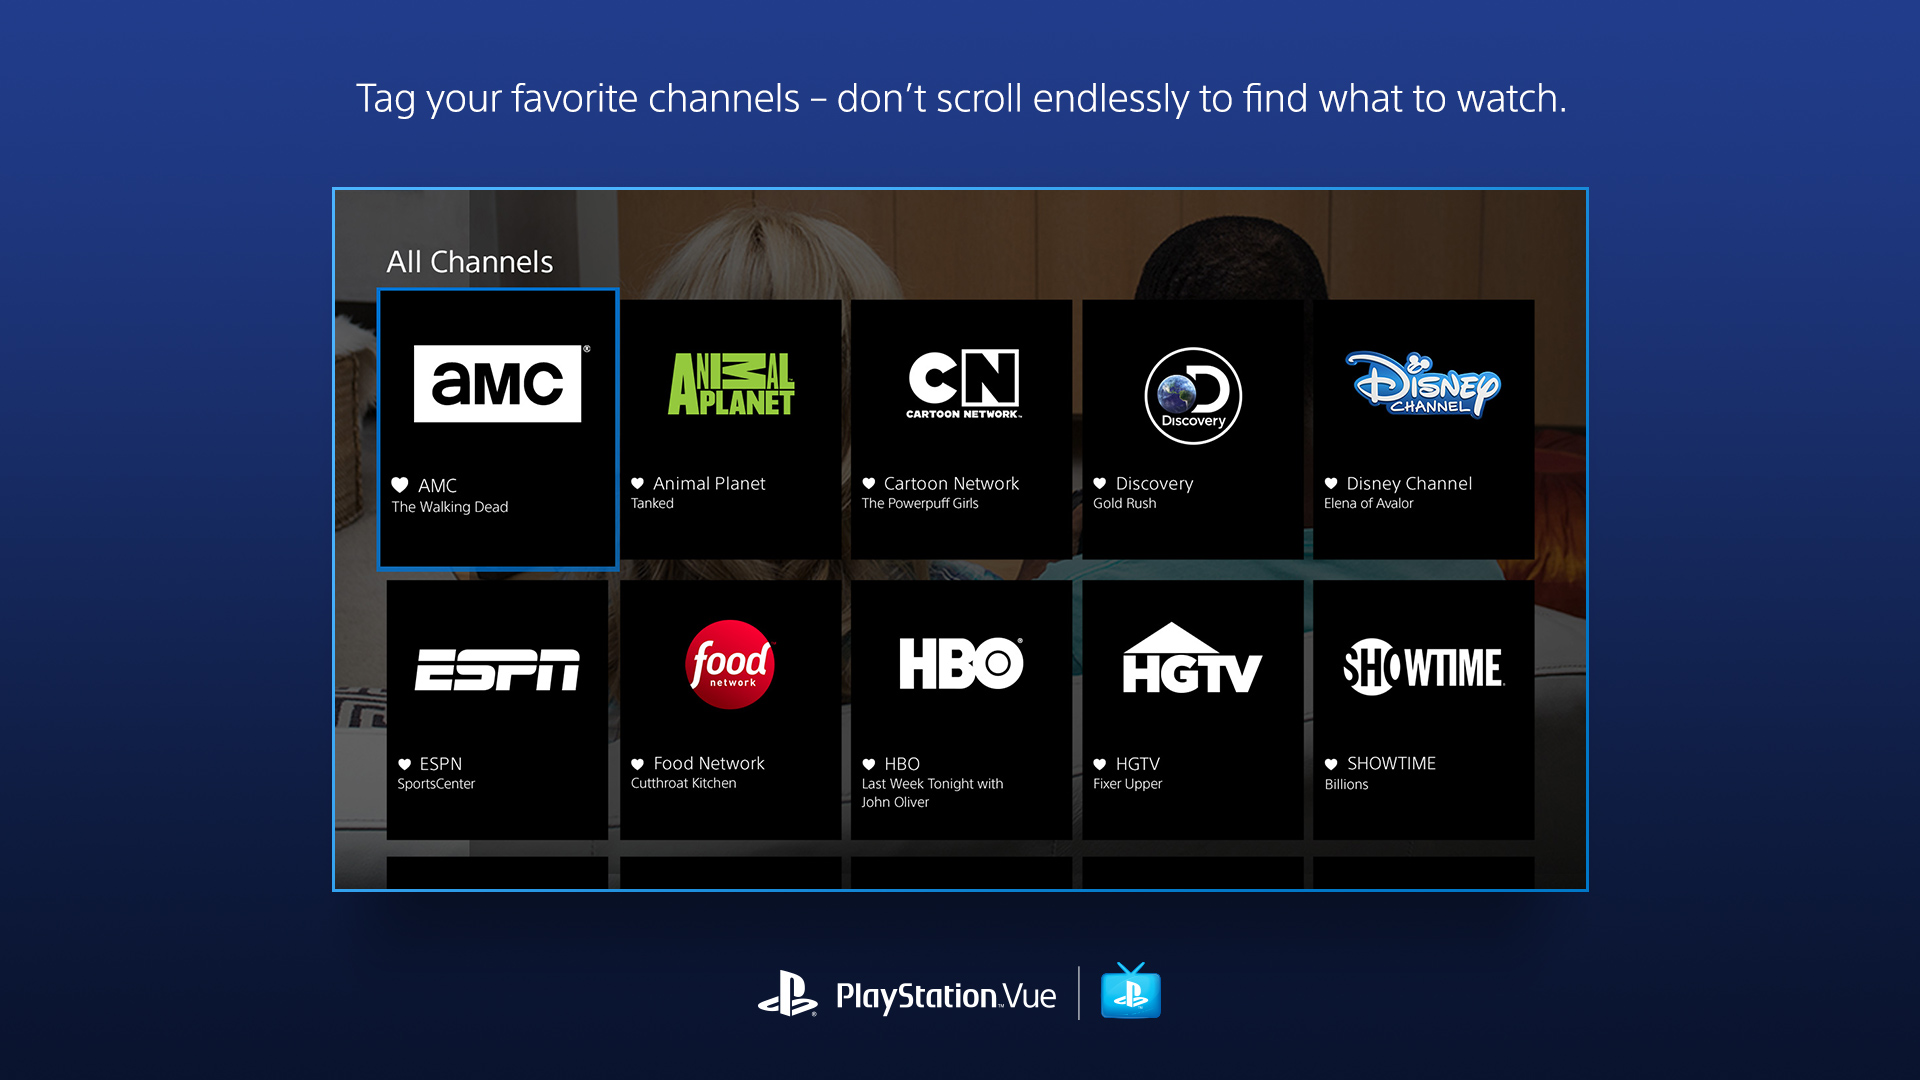 Tag your favorite channels – don't scroll endlessly to find what to watch.
All Channels
aMC®
ANIMAL
PLANET
CN
CARTOON NETWORK™
D
Discovery
Disney
CHANNEL
AMC
The Walking Dead
Animal Planet
Tanked
Cartoon Network
The Powerpuff Girls
Discovery
Gold Rush
Disney Channel
Elena of Avalor
ESPN
food
network
HBO®
HGTV
SHOWTIME
ESPN
SportsCenter
Food Network
Cutthroat Kitchen
HBO
Last Week Tonight with
John Oliver
HGTV
Fixer Upper
SHOWTIME
Billions
PlayStation™Vue